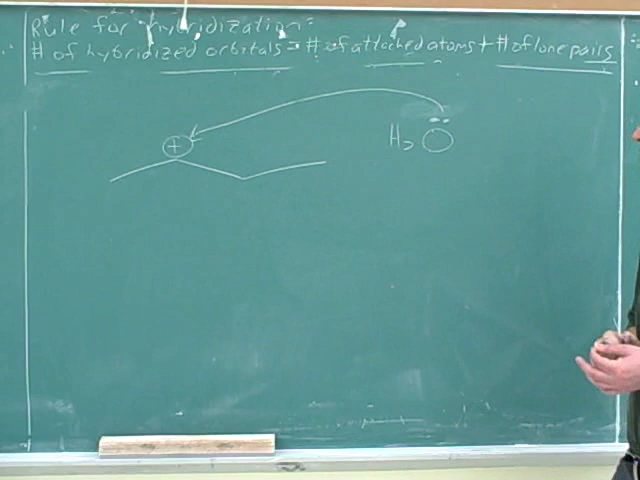 Rule for hybridization:
# of hybridized orbitals = # of attached atoms + # of lone pairs
+
H2O